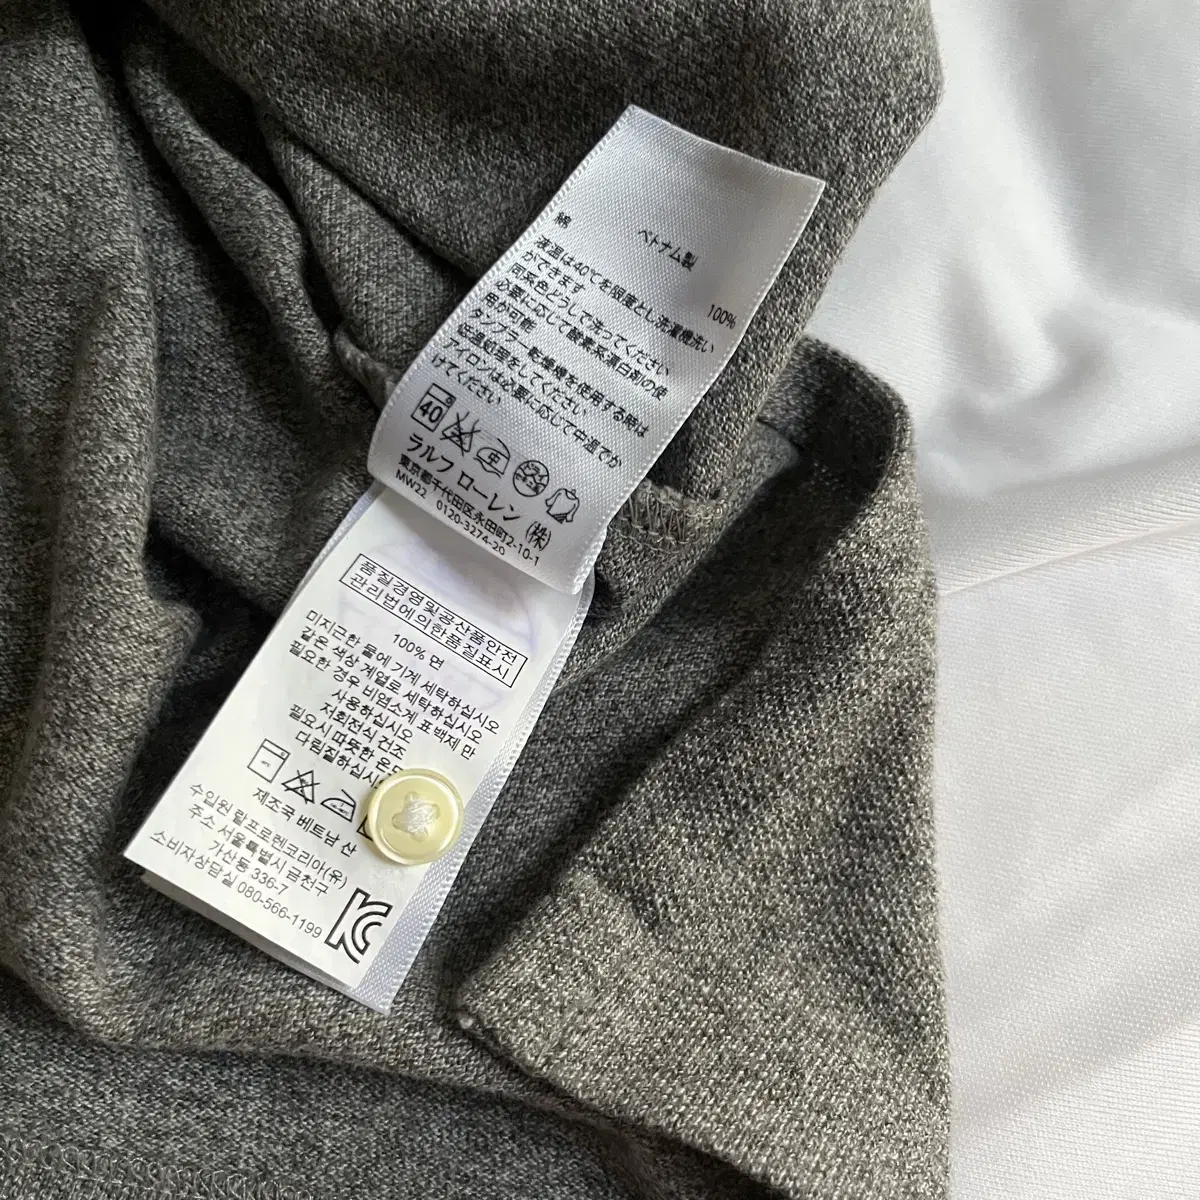 綿 100%
ベトナム製
液温は40℃を限度とし洗濯機洗い
ができます
同系色どうしで洗ってください
必要に応じて酸素系漂白剤の使
用が可能
タンブラー乾燥機を使用する際は
低温処理をしてください
アイロンは必要に応じて中温でか
けてください
40
中
ラルフ ローレン (株)
東京都千代田区永田町2-10-1
MW22 0120-3274-20
품질경영및공산품안전
관리법에의한품질표시
100% 면
미지근한 물에 기계 세탁하십시오
같은 색상 계열로 세탁하십시오
필요한 경우 비염소계 표백제 만
사용하십시오
저회전식 건조
필요시 따뜻한 온도
다림질하십시
제조국 베트남 산
수입원 랄프로렌코리아(유)
주소 서울특별시 금천구
가산동 336-7
소비자상담실 080-566-1199
KC